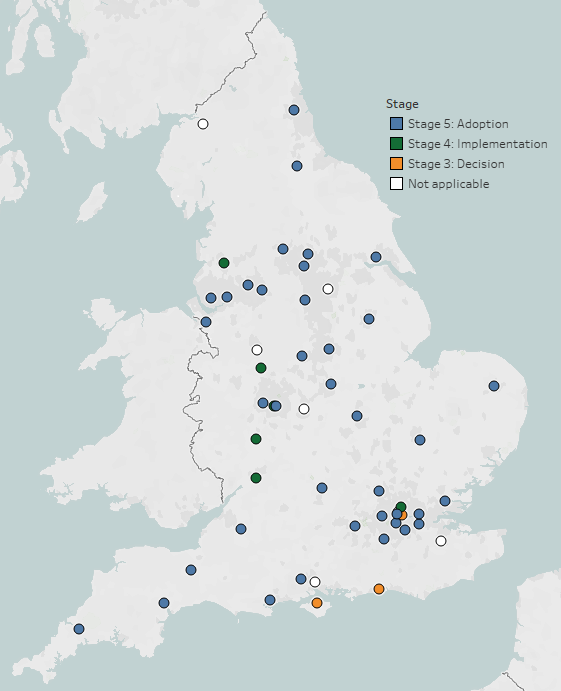 Stage
Stage 5: Adoption
Stage 4: Implementation
Stage 3: Decision
Not applicable